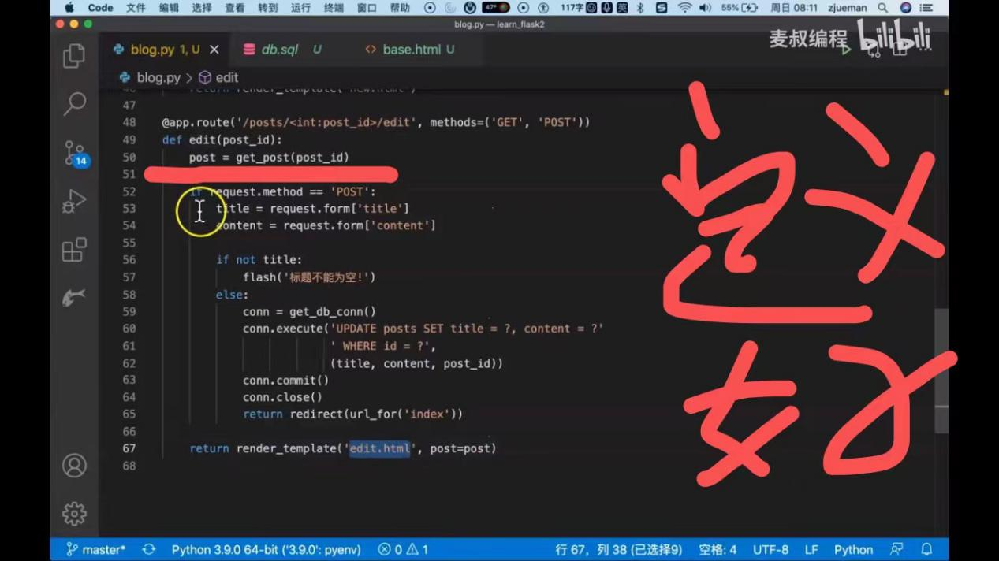 Code 文件 编辑 选择 查看 转到 运行 终端 窗口 帮助 47° 117字 英 55% 周日 08:11 zjueman
blog.py — learn_flask2
麦叔编程 bilibili
blog.py 1, U × db.sql U <> base.html U
blog.py > edit
46 return render_template('new.html')
47
48 @app.route('/posts/<int:post_id>/edit', methods=('GET', 'POST'))
49 def edit(post_id):
50 post = get_post(post_id)
51
52 if request.method == 'POST':
53 title = request.form['title']
54 content = request.form['content']
55
56 if not title:
57 flash('标题不能为空!')
58 else:
59 conn = get_db_conn()
60 conn.execute('UPDATE posts SET title = ?, content = ?'
61 ' WHERE id = ?',
62 (title, content, post_id))
63 conn.commit()
64 conn.close()
65 return redirect(url_for('index'))
66
67 return render_template('edit.html', post=post)
68
14
master* Python 3.9.0 64-bit ('3.9.0': pyenv) 0 1 行 67, 列 38 (已选择9) 空格: 4 UTF-8 LF Python